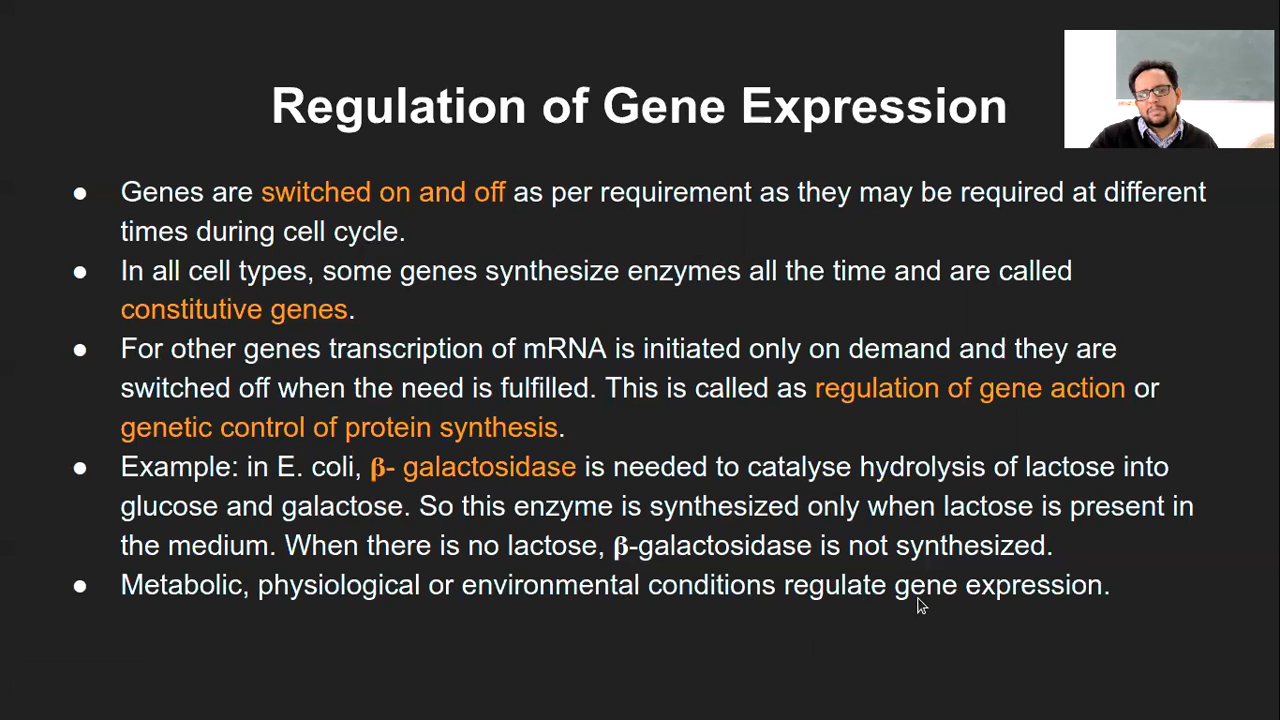 Regulation of Gene Expression
● Genes are switched on and off as per requirement as they may be required at different
times during cell cycle.
● In all cell types, some genes synthesize enzymes all the time and are called
constitutive genes.
● For other genes transcription of mRNA is initiated only on demand and they are
switched off when the need is fulfilled. This is called as regulation of gene action or
genetic control of protein synthesis.
● Example: in E. coli, β- galactosidase is needed to catalyse hydrolysis of lactose into
glucose and galactose. So this enzyme is synthesized only when lactose is present in
the medium. When there is no lactose, β-galactosidase is not synthesized.
● Metabolic, physiological or environmental conditions regulate gene expression.